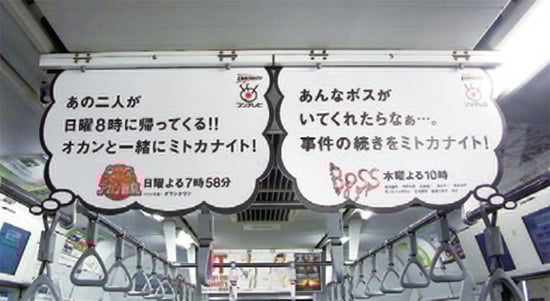 あの二人が
日曜8時に帰ってくる!!
オカンと一緒にミトカナイト!
日曜よる7時58分
フジテレビ
あんなボスが
いてくれたらなぁ…。
事件の続きをミトカナイト!
BOSS 木曜よる10時
フジテレビ